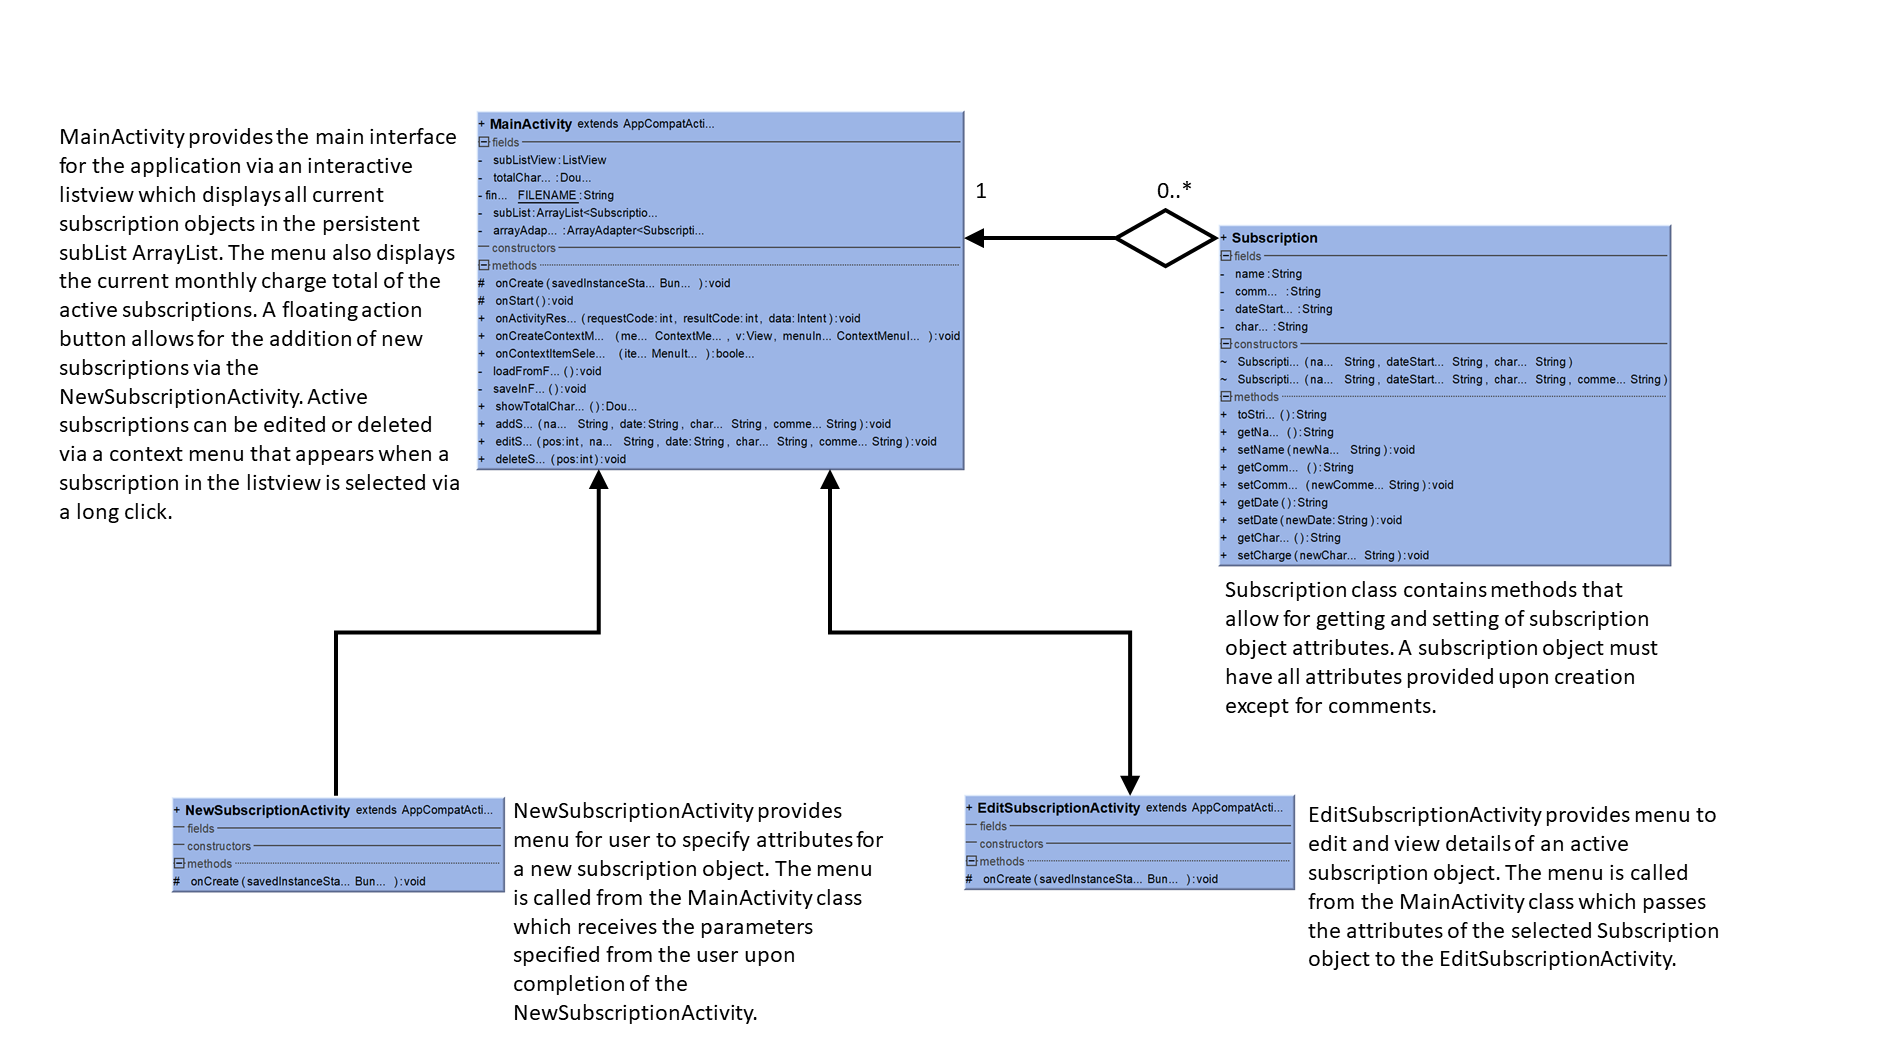 MainActivity provides the main interface
for the application via an interactive
listview which displays all current
subscription objects in the persistent
subList ArrayList. The menu also displays
the current monthly charge total of the
active subscriptions. A floating action
button allows for the addition of new
subscriptions via the
NewSubscriptionActivity. Active
subscriptions can be edited or deleted
via a context menu that appears when a
subscription in the listview is selected via
a long click.
+ MainActivity extends AppCompatActi...
fields
- subListView : ListView
- totalChar... : Dou...
- fin... FILENAME : String
- subList : ArrayList<Subscriptio...
- arrayAdap... : ArrayAdapter<Subscripti...
constructors
methods
# onCreate ( savedInstanceSta... Bun... ) : void
# onStart ( ) : void
+ onActivityRes... ( requestCode : int , resultCode : int , data : Intent ) : void
+ onCreateContextM... ( me... ContextMe... , v : View , menuIn... ContextMenuI... ) : void
+ onContextItemSele... ( ite... MenuIt... ) : boole...
- loadFromF... ( ) : void
- saveInF... ( ) : void
+ showTotalChar... ( ) : Dou...
+ addS... ( na... String , date : String , char... String , comme... String ) : void
+ editS... ( pos : int , na... String , date : String , char... String , comme... String ) : void
+ deleteS... ( pos : int ) : void
1
0..*
+ Subscription
fields
- name : String
- comm... : String
- dateStart... : String
- char... : String
constructors
~ Subscripti... ( na... String , dateStart... String , char... String )
~ Subscripti... ( na... String , dateStart... String , char... String , comme... String )
methods
+ toStri... ( ) : String
+ getNa... ( ) : String
+ setName ( newNa... String ) : void
+ getComm... ( ) : String
+ setComm... ( newComme... String ) : void
+ getDate ( ) : String
+ setDate ( newDate : String ) : void
+ getChar... ( ) : String
+ setCharge ( newChar... String ) : void
Subscription class contains methods that
allow for getting and setting of subscription
object attributes. A subscription object must
have all attributes provided upon creation
except for comments.
+ NewSubscriptionActivity extends AppCompatActi...
fields
constructors
methods
# onCreate ( savedInstanceSta... Bun... ) : void
NewSubscriptionActivity provides
menu for user to specify attributes for
a new subscription object. The menu
is called from the MainActivity class
which receives the parameters
specified from the user upon
completion of the
NewSubscriptionActivity.
+ EditSubscriptionActivity extends AppCompatActi...
fields
constructors
methods
# onCreate ( savedInstanceSta... Bun... ) : void
EditSubscriptionActivity provides menu to
edit and view details of an active
subscription object. The menu is called
from the MainActivity class which passes
the attributes of the selected Subscription
object to the EditSubscriptionActivity.